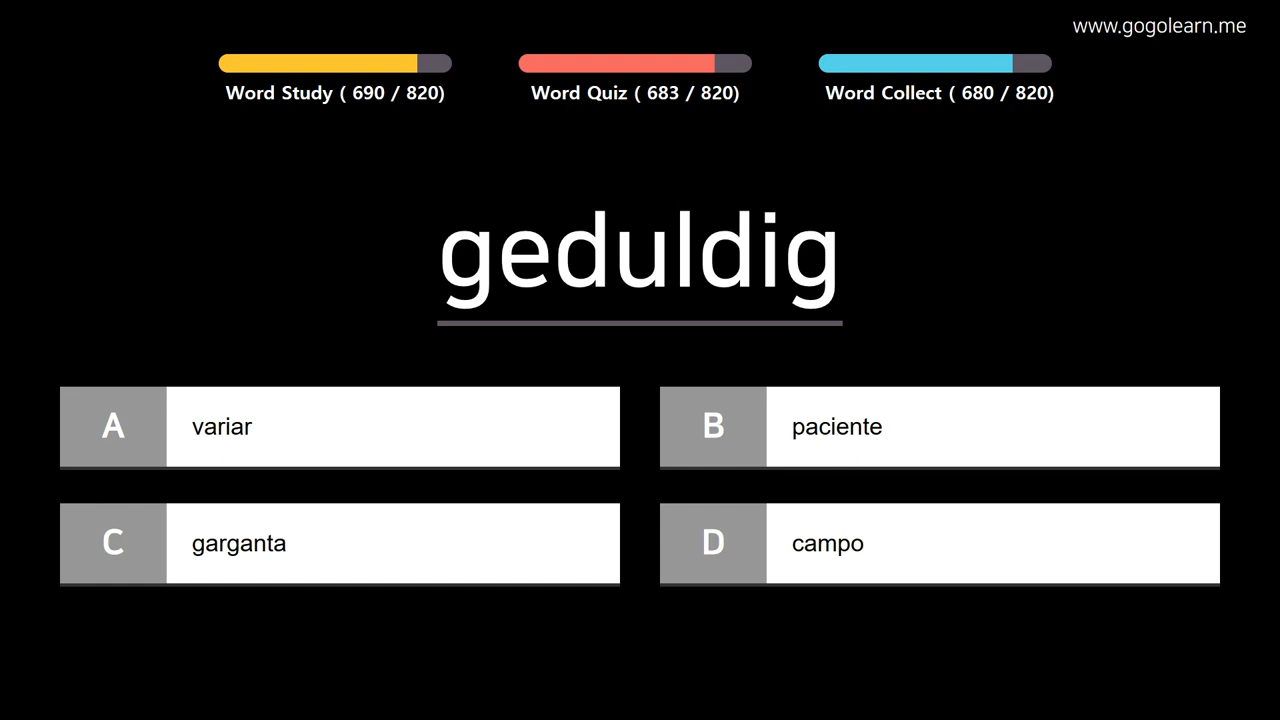 www.gogolearn.me
Word Study ( 690 / 820)
Word Quiz ( 683 / 820)
Word Collect ( 680 / 820)
geduldig
A variar
B paciente
C garganta
D campo